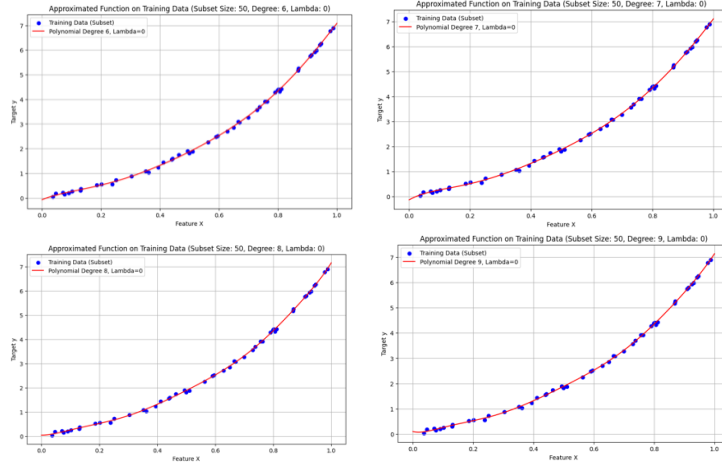 Approximated Function on Training Data (Subset Size: 50, Degree: 6, Lambda: 0)
Training Data (Subset)
Polynomial Degree 6, Lambda=0
Target y
7
6
5
4
3
2
1
0
0.0 0.2 0.4 0.6 0.8 1.0
Feature X
Approximated Function on Training Data (Subset Size: 50, Degree: 7, Lambda: 0)
Training Data (Subset)
Polynomial Degree 7, Lambda=0
Target y
7
6
5
4
3
2
1
0
0.0 0.2 0.4 0.6 0.8 1.0
Feature X
Approximated Function on Training Data (Subset Size: 50, Degree: 8, Lambda: 0)
Training Data (Subset)
Polynomial Degree 8, Lambda=0
Target y
7
6
5
4
3
2
1
0
0.0 0.2 0.4 0.6 0.8 1.0
Feature X
Approximated Function on Training Data (Subset Size: 50, Degree: 9, Lambda: 0)
Training Data (Subset)
Polynomial Degree 9, Lambda=0
Target y
7
6
5
4
3
2
1
0
0.0 0.2 0.4 0.6 0.8 1.0
Feature X